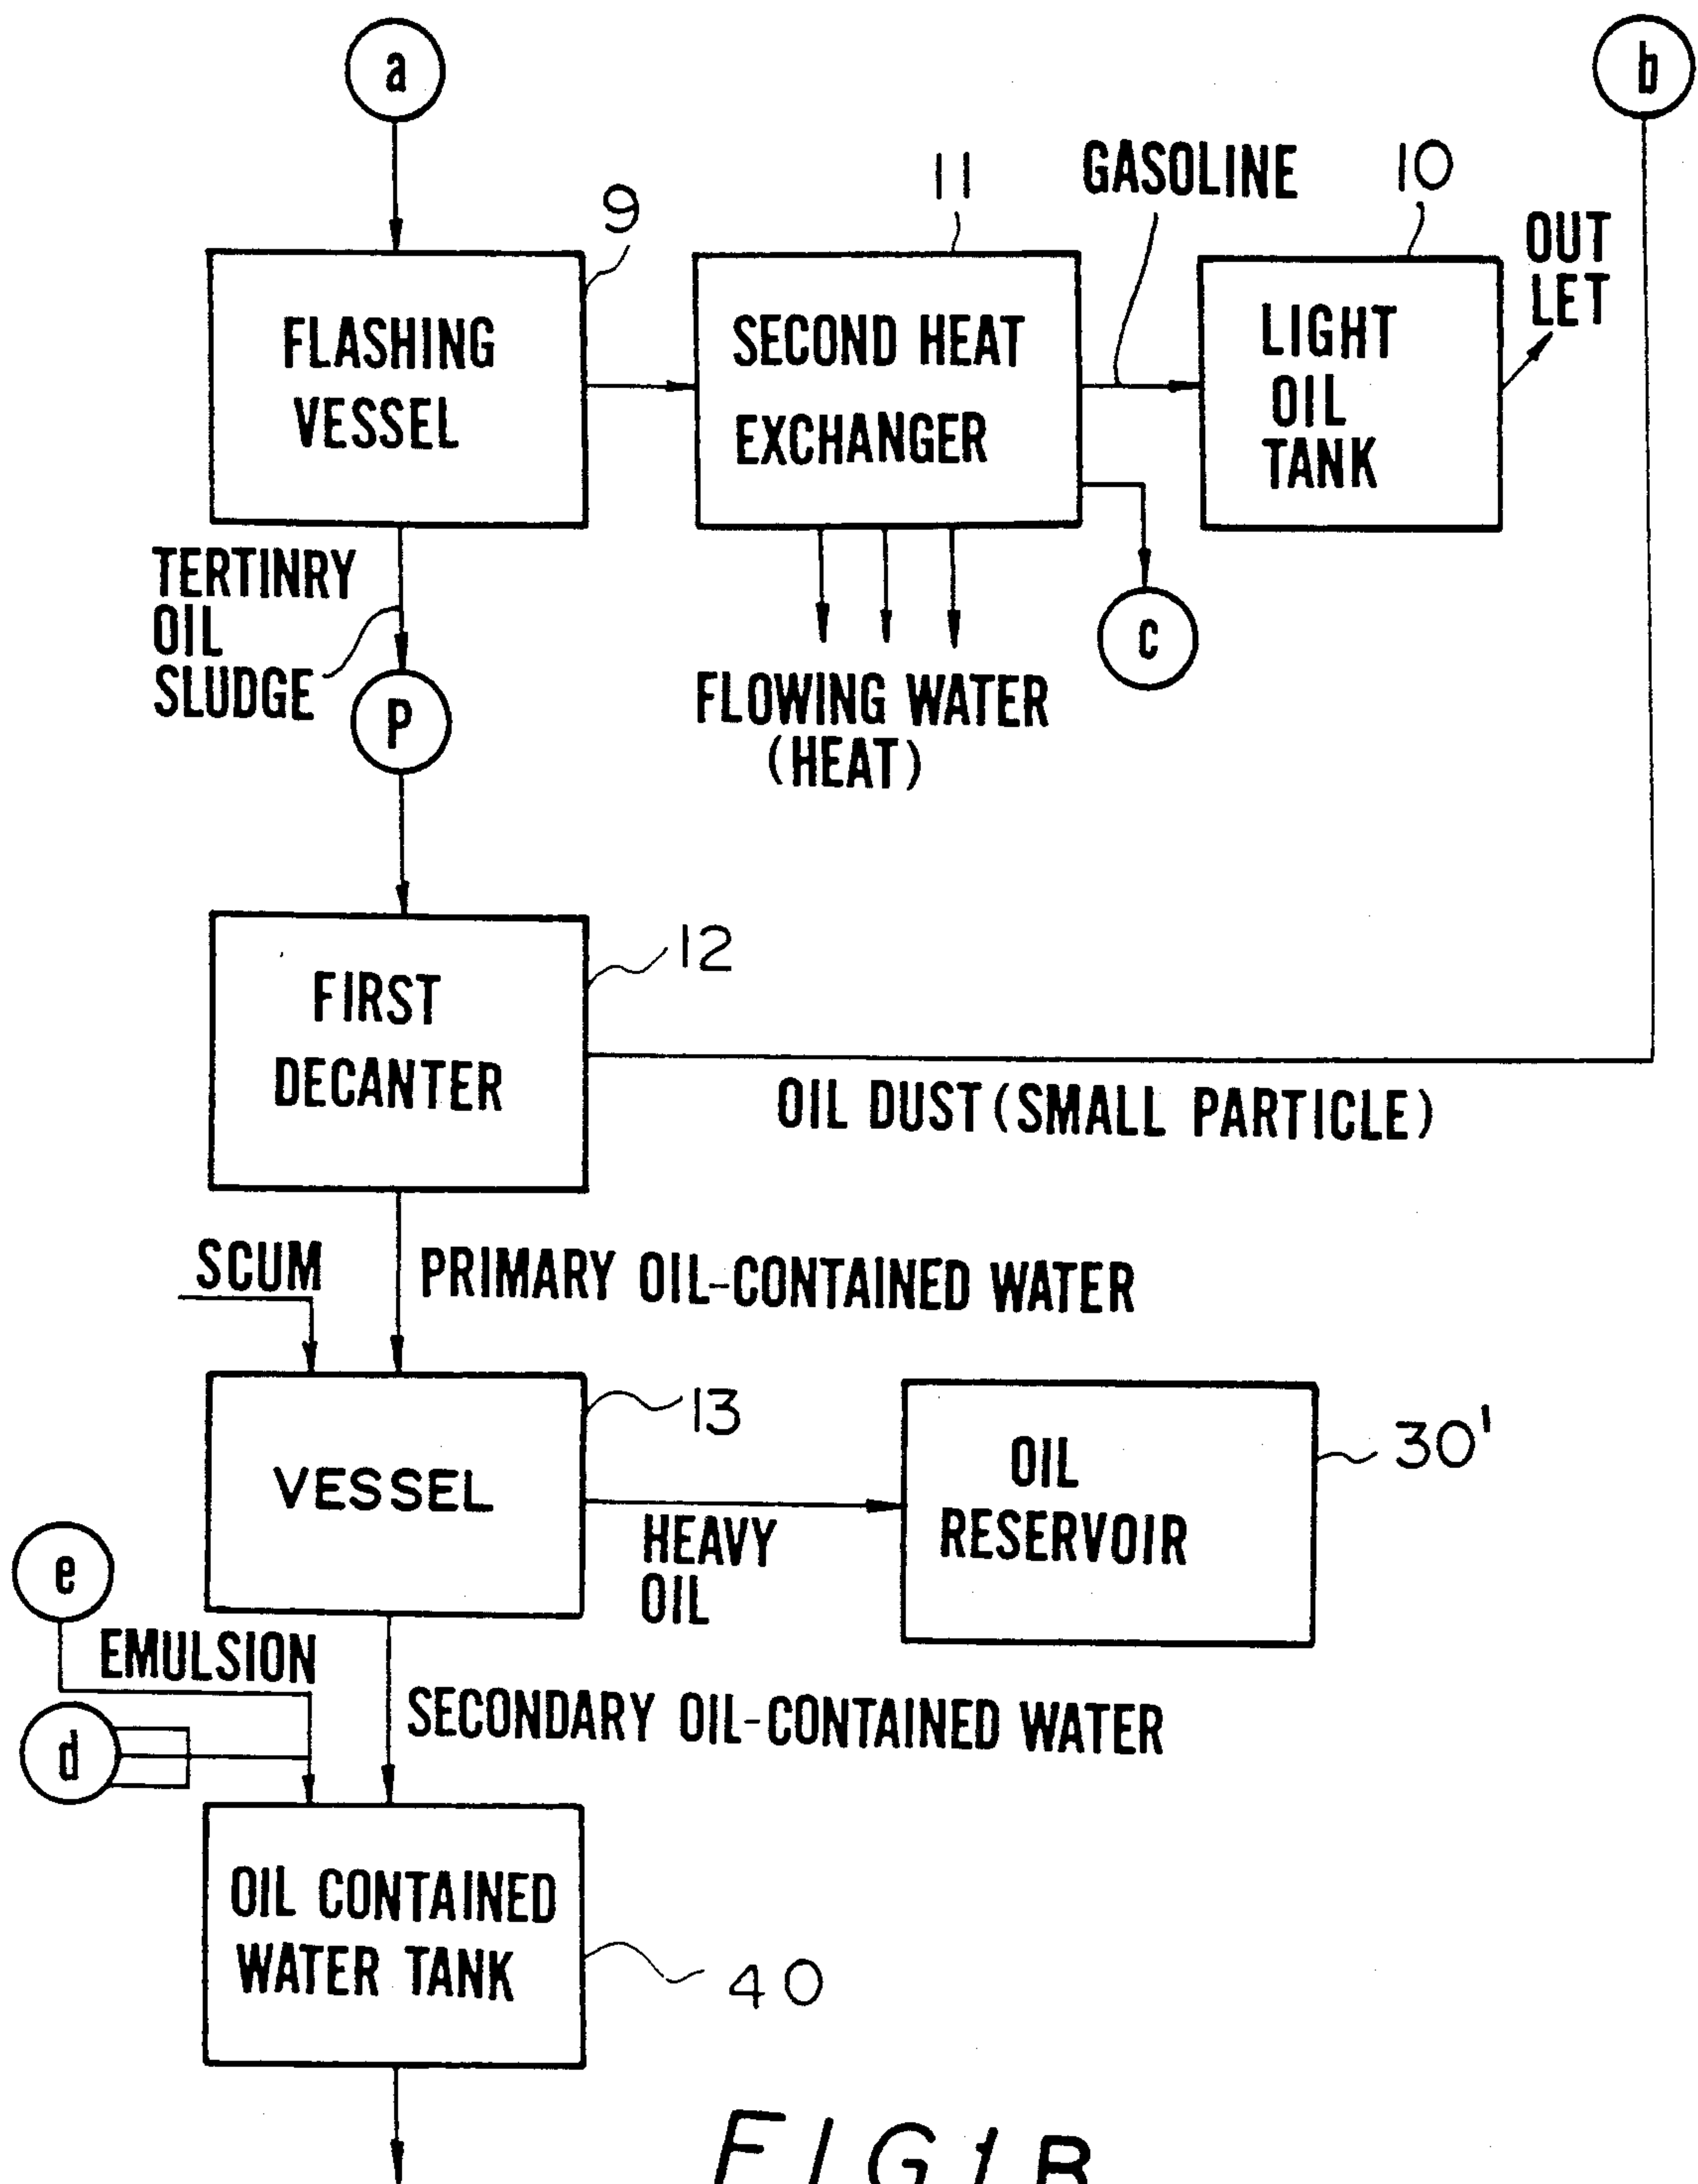 a
b
9
11
GASOLINE
10
OUT
LET
FLASHING
VESSEL
SECOND HEAT
EXCHANGER
LIGHT
OIL
TANK
TERTINRY
OIL
SLUDGE
P
c
FLOWING WATER
(HEAT)
12
FIRST
DECANTER
OIL DUST (SMALL PARTICLE)
SCUM
PRIMARY OIL-CONTAINED WATER
13
VESSEL
OIL
RESERVOIR
30'
HEAVY
OIL
e
EMULSION
d
SECONDARY OIL-CONTAINED WATER
OIL CONTAINED
WATER TANK
40
FIG 1B